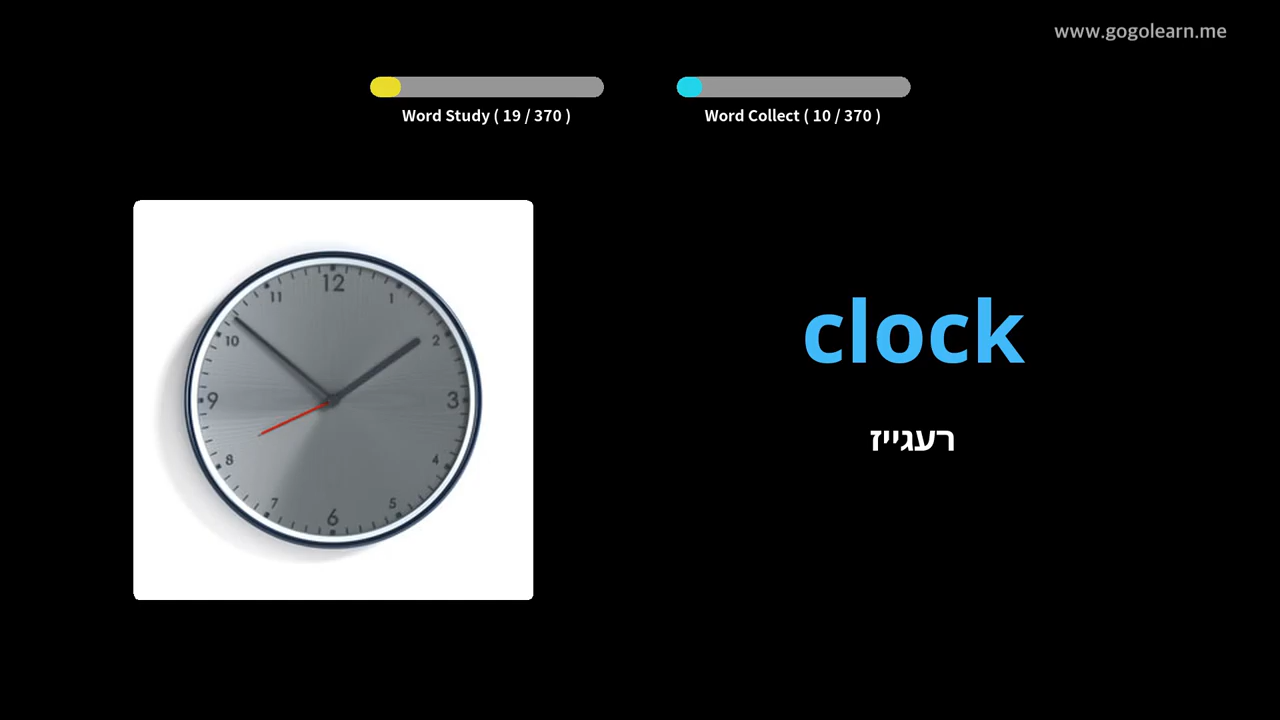 www.gogolearn.me
Word Study ( 19 / 370 )
Word Collect ( 10 / 370 )
12
11
1
10
2
9
3
8
4
7
5
6
clock
רעגייז